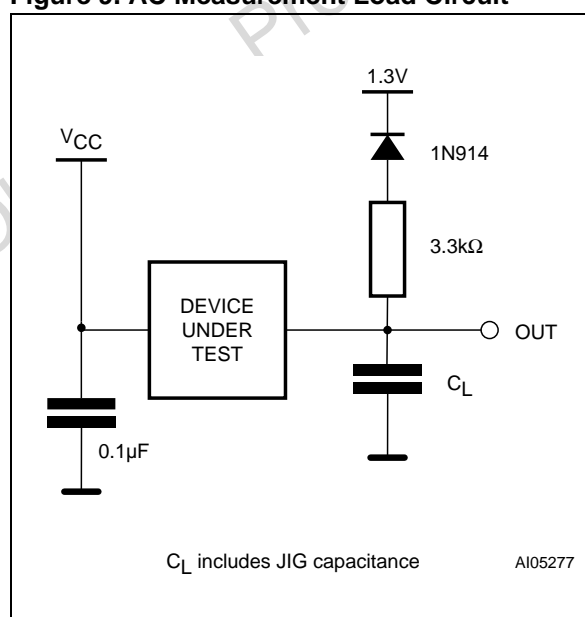 Figure 9. AC Measurement Load Circuit
1.3V
VCC
1N914
3.3kΩ
DEVICE
UNDER
TEST
OUT
CL
0.1µF
CL includes JIG capacitance
AI05277